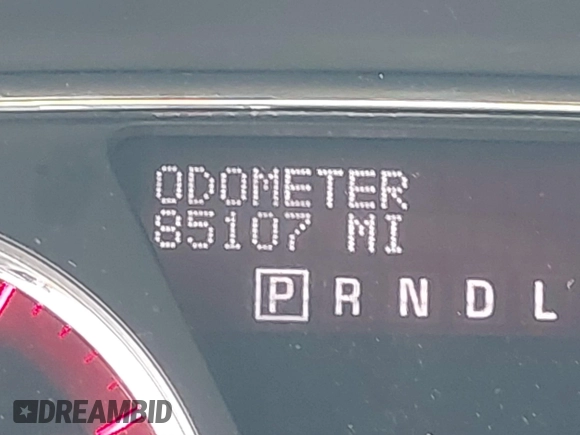 ODOMETER
85107 MI
P R N D L
DREAMBID